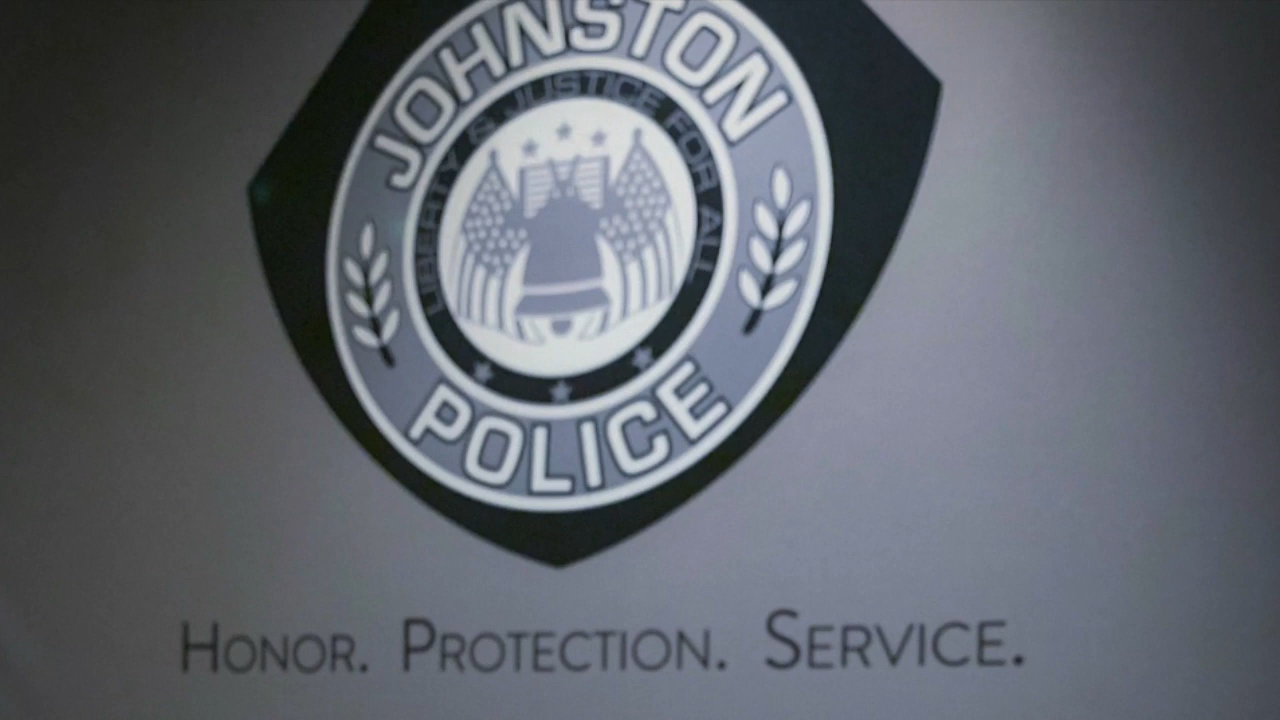 JOHNSTON
LIBERTY & JUSTICE FOR ALL
POLICE
HONOR. PROTECTION. SERVICE.